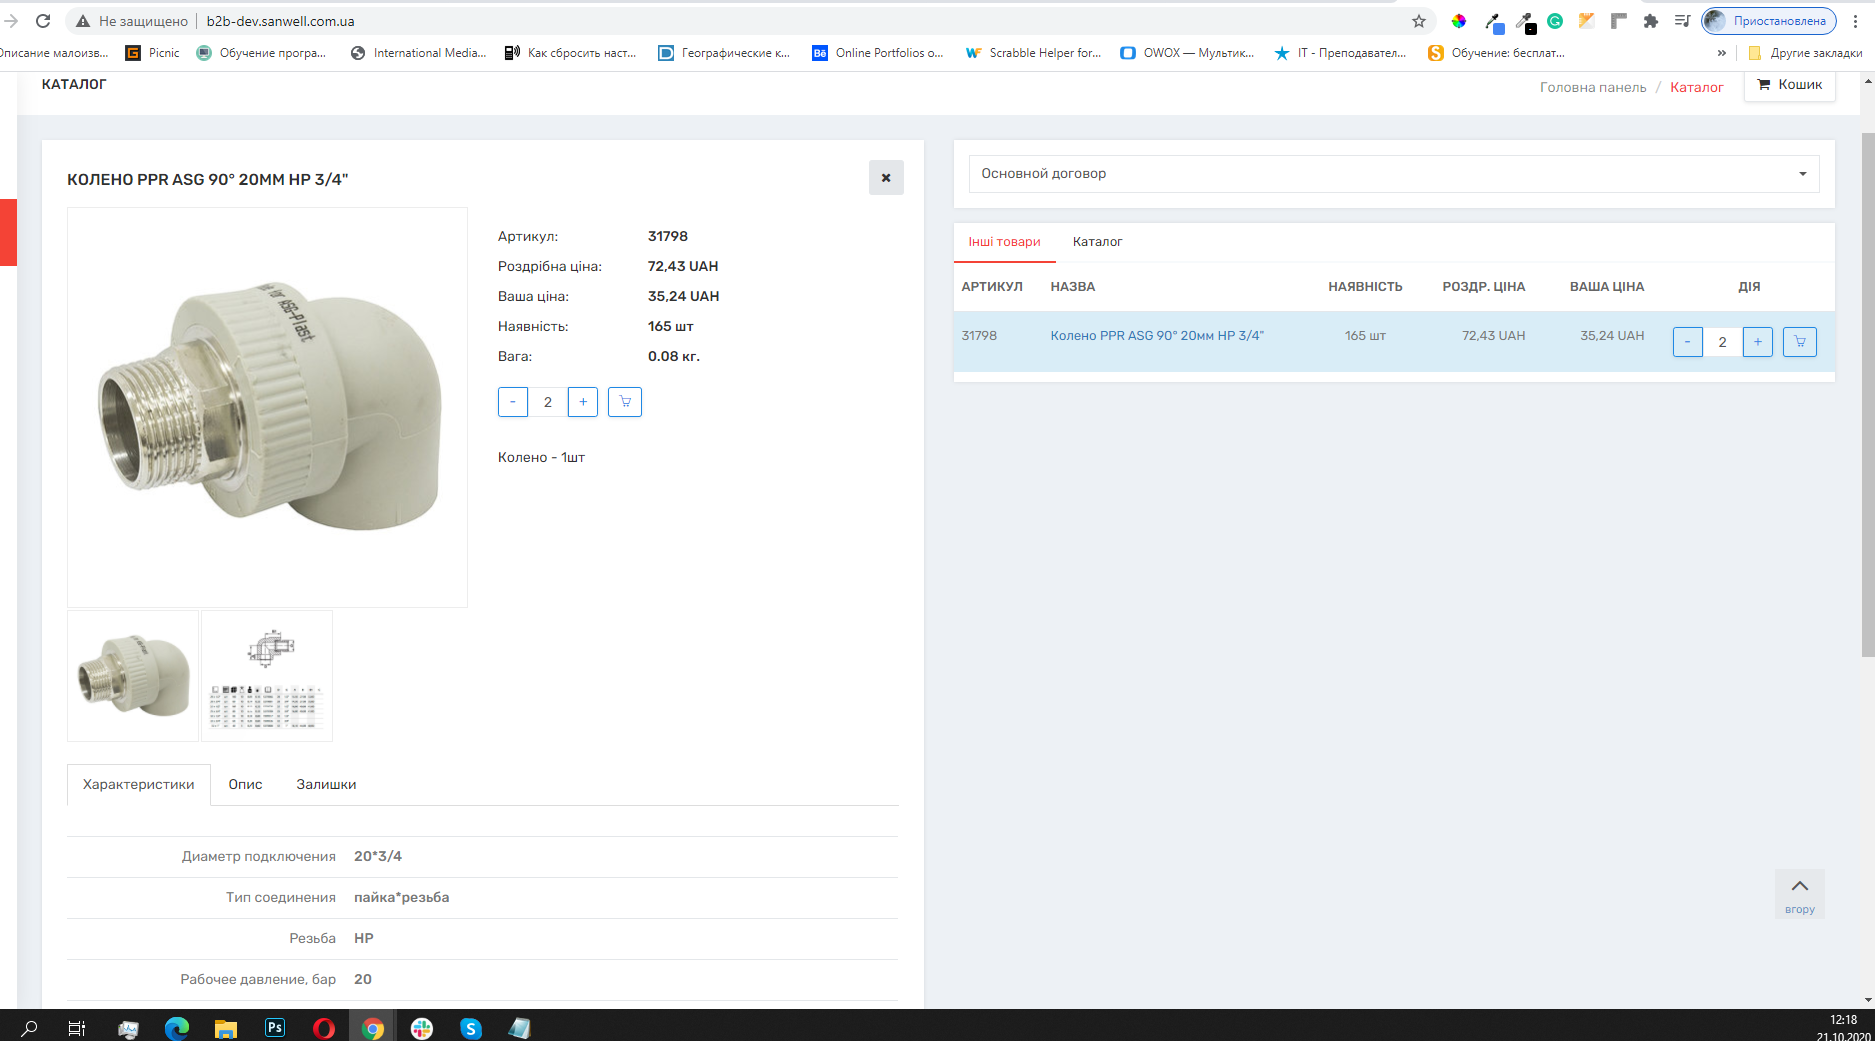 Не защищено
b2b-dev.sanwell.com.ua
Приостановлена
Описание малоизв...
Picnic
Обучение програ...
International Media...
Как сбросить наст...
Географические к...
Online Portfolios o...
Scrabble Helper for...
OWOX — Мультик...
IT - Преподавател...
Обучение: бесплат...
»
Другие закладки
КАТАЛОГ
Головна панель / Каталог
Кошик
КОЛЕНО PPR ASG 90° 20ММ НР 3/4"
Артикул: 31798
Роздрібна ціна: 72,43 UAH
Ваша ціна: 35,24 UAH
Наявність: 165 шт
Вага: 0.08 кг.
- 2 +
Колено - 1шт
for ASG-Plast
Характеристики
Опис
Залишки
Диаметр подключения 20*3/4
Тип соединения пайка*резьба
Резьба НР
Рабочее давление, бар 20
Основной договор
Інші товари
Каталог
АРТИКУЛ НАЗВА НАЯВНІСТЬ РОЗДР. ЦІНА ВАША ЦІНА ДІЯ
31798 Колено PPR ASG 90° 20мм НР 3/4" 165 шт 72,43 UAH 35,24 UAH - 2 +
вгору
Ps
12:18
21.10.2020